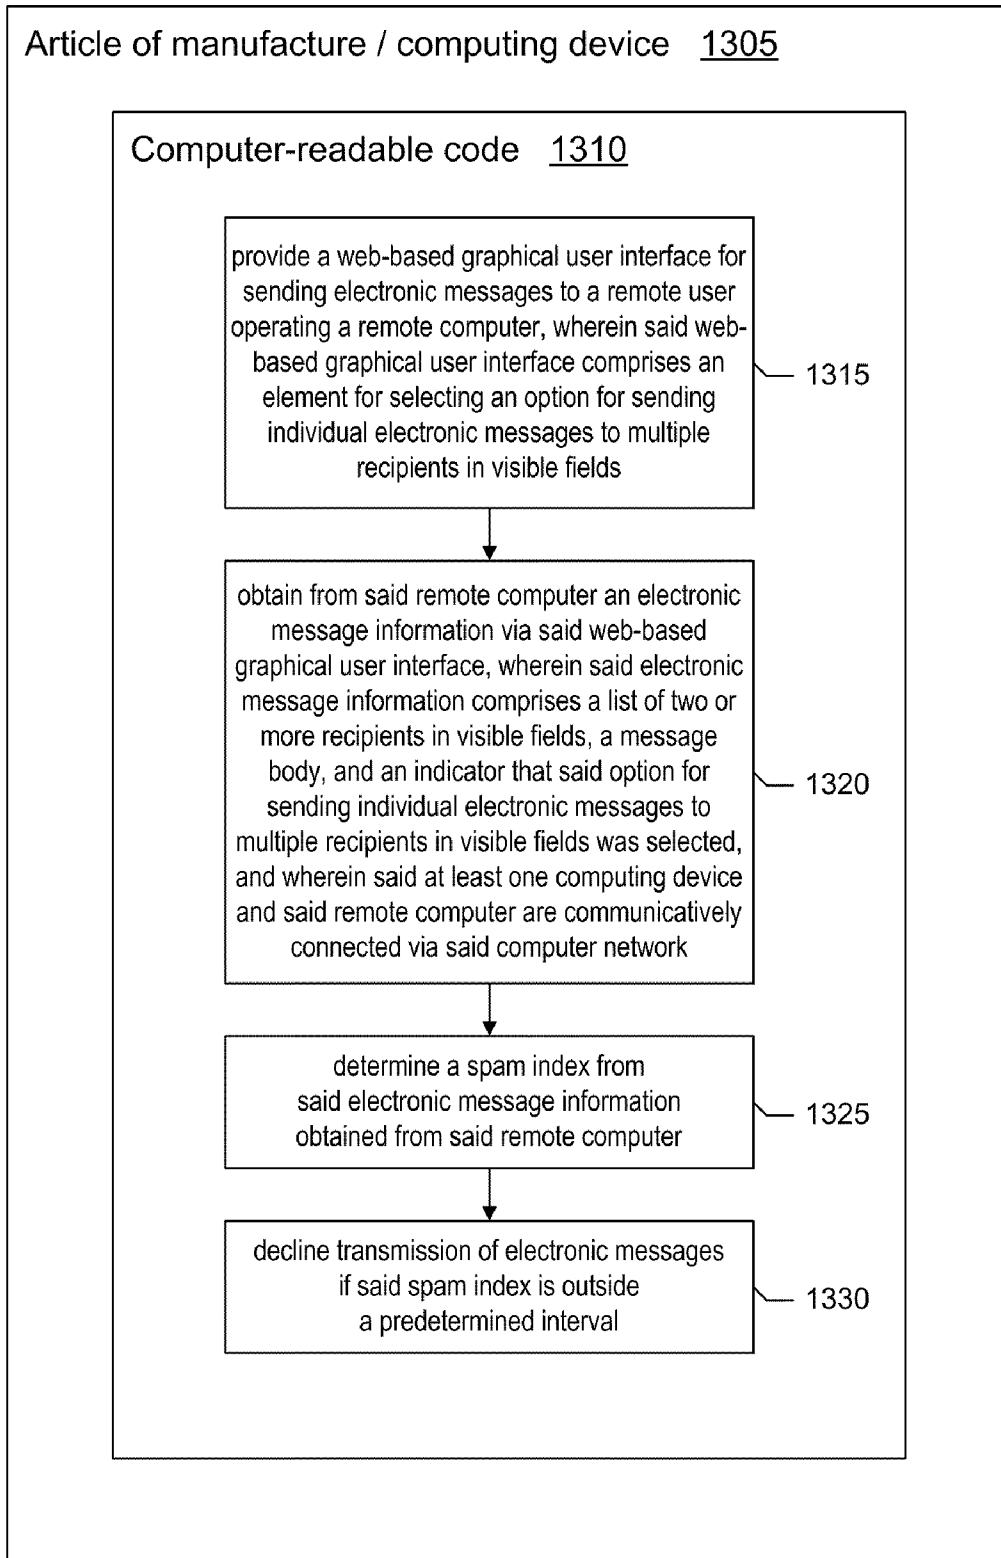 Article of manufacture / computing device 1305
Computer-readable code 1310
provide a web-based graphical user interface for
sending electronic messages to a remote user
operating a remote computer, wherein said web-
based graphical user interface comprises an
element for selecting an option for sending
individual electronic messages to multiple
recipients in visible fields
1315
obtain from said remote computer an electronic
message information via said web-based
graphical user interface, wherein said electronic
message information comprises a list of two or
more recipients in visible fields, a message
body, and an indicator that said option for
sending individual electronic messages to
multiple recipients in visible fields was selected,
and wherein said at least one computing device
and said remote computer are communicatively
connected via said computer network
1320
determine a spam index from
said electronic message information
obtained from said remote computer
1325
decline transmission of electronic messages
if said spam index is outside
a predetermined interval
1330